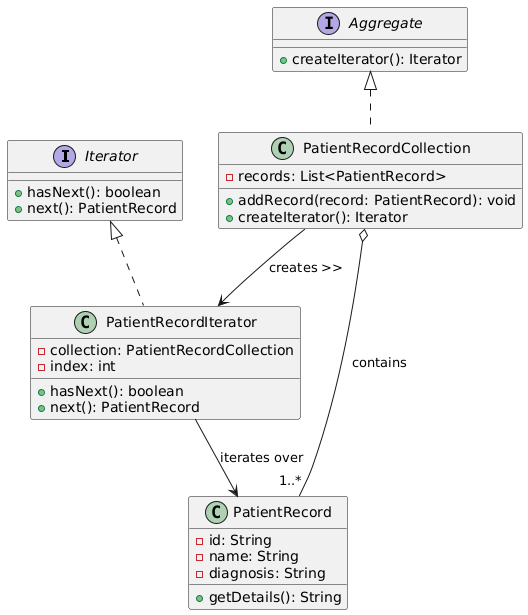 I Aggregate
createIterator(): Iterator
C PatientRecordCollection
records: List<PatientRecord>
addRecord(record: PatientRecord): void
createIterator(): Iterator
I Iterator
hasNext(): boolean
next(): PatientRecord
creates >>
C PatientRecordIterator
collection: PatientRecordCollection
index: int
hasNext(): boolean
next(): PatientRecord
contains
iterates over
1..*
C PatientRecord
id: String
name: String
diagnosis: String
getDetails(): String